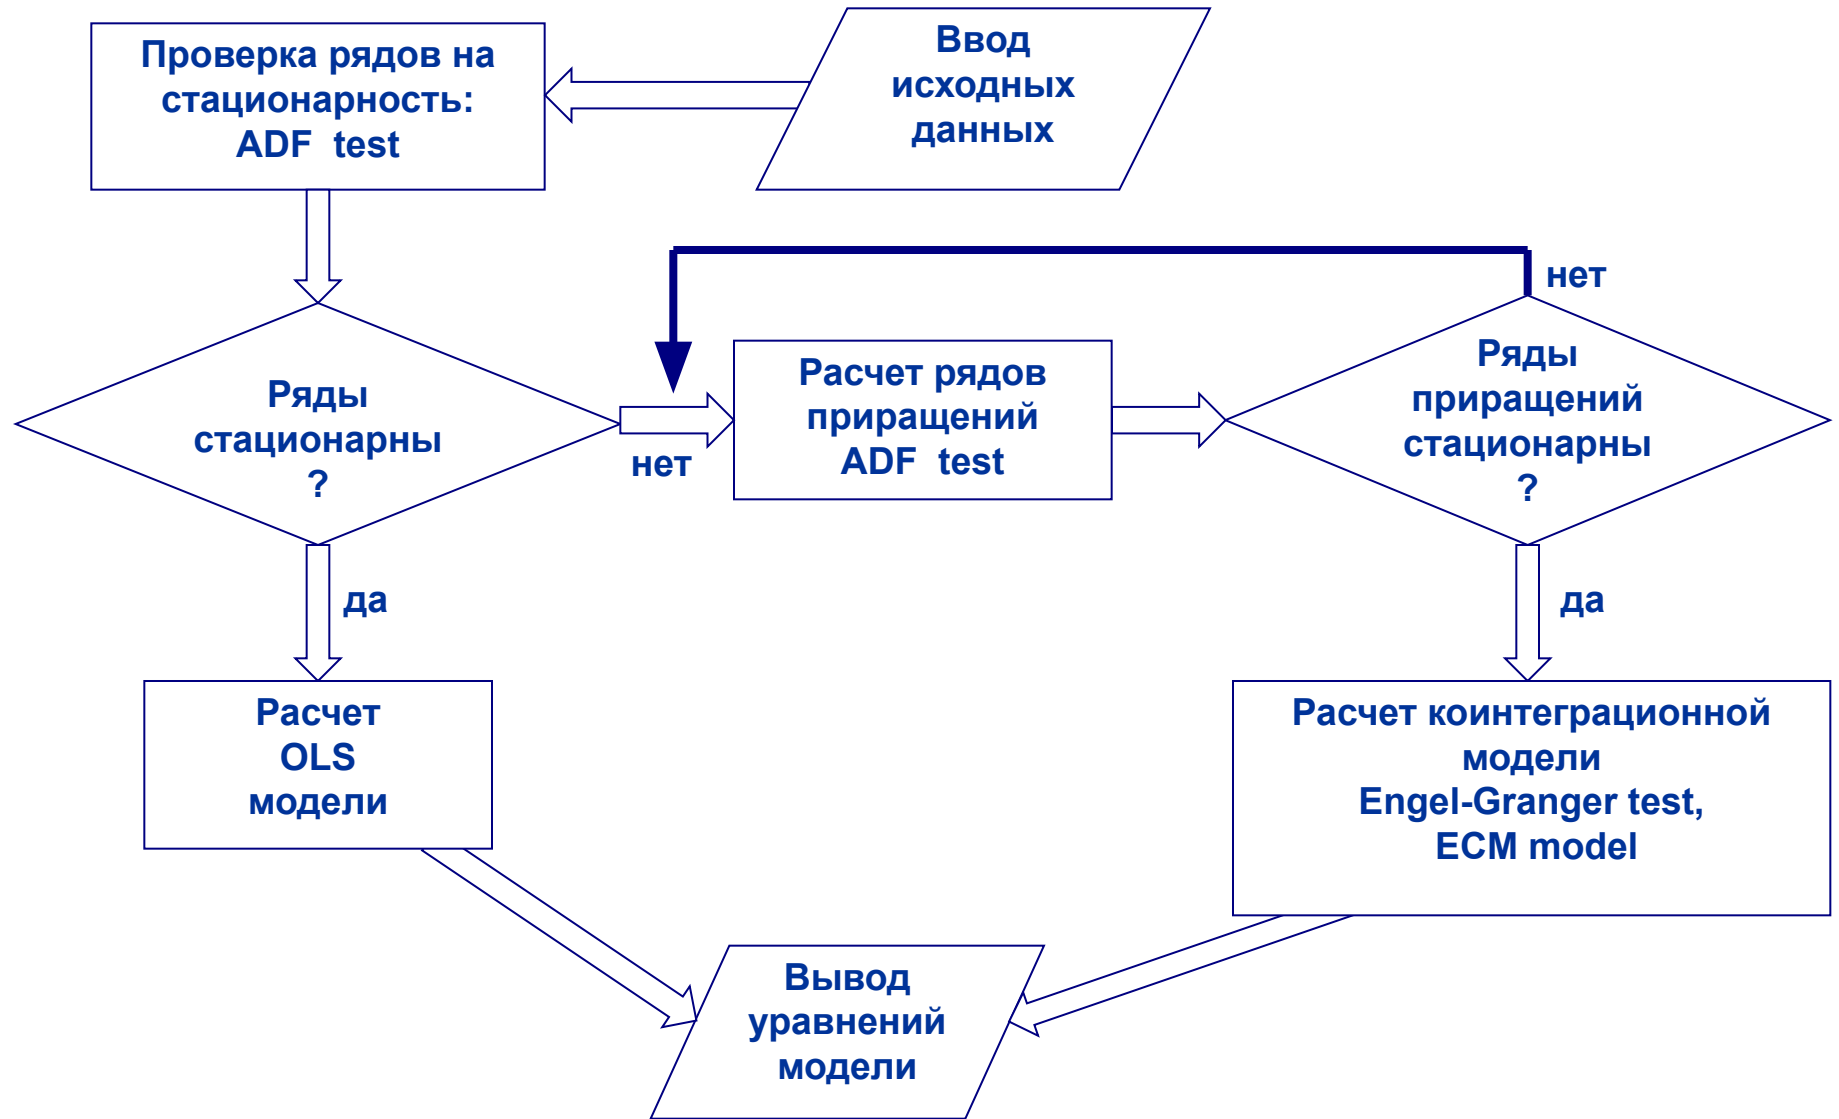 Ввод
исходных
данных
Проверка рядов на
стационарность:
ADF test
Ряды
стационарны
?
нет
да
Расчет рядов
приращений
ADF test
Ряды
приращений
стационарны
?
нет
да
Расчет
OLS
модели
Расчет коинтеграционной
модели
Engel-Granger test,
ECM model
Вывод
уравнений
модели